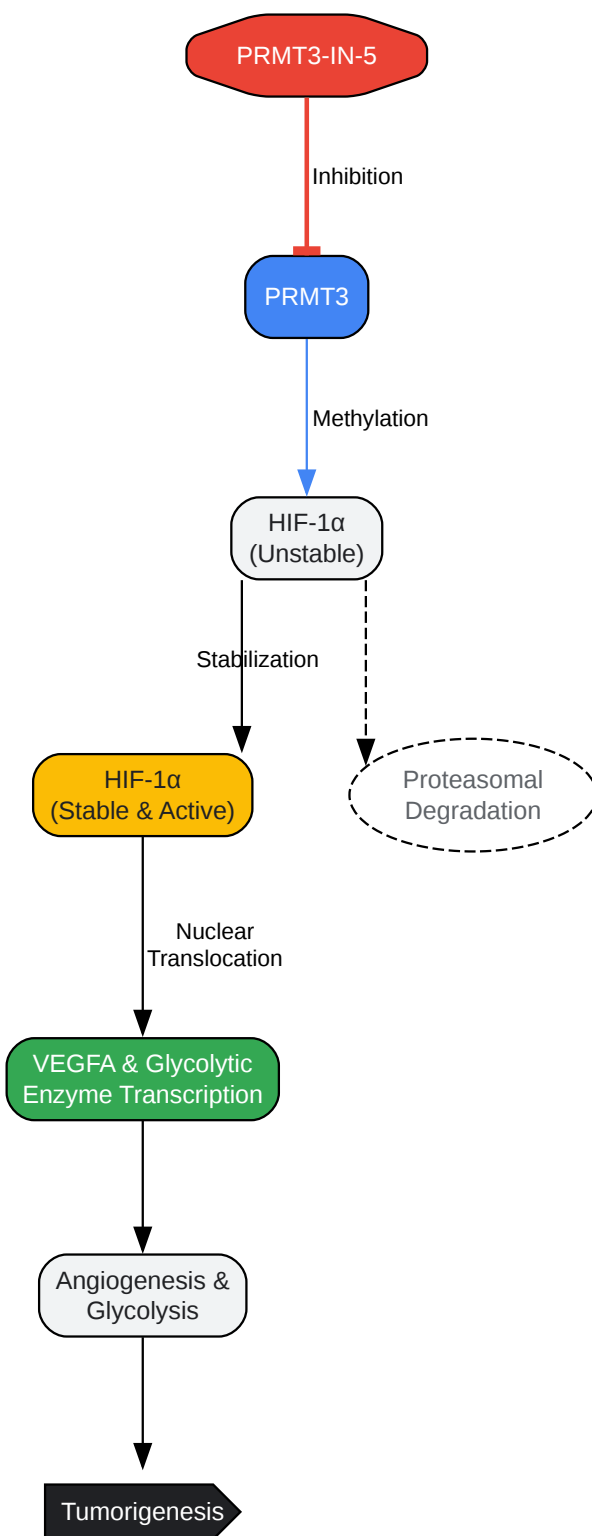 PRMT3-IN-5
Inhibition
PRMT3
Methylation
HIF-1α
(Unstable)
Stabilization
HIF-1α
(Stable & Active)
Proteasomal
Degradation
Nuclear
Translocation
VEGFA & Glycolytic
Enzyme Transcription
Angiogenesis &
Glycolysis
Tumorigenesis